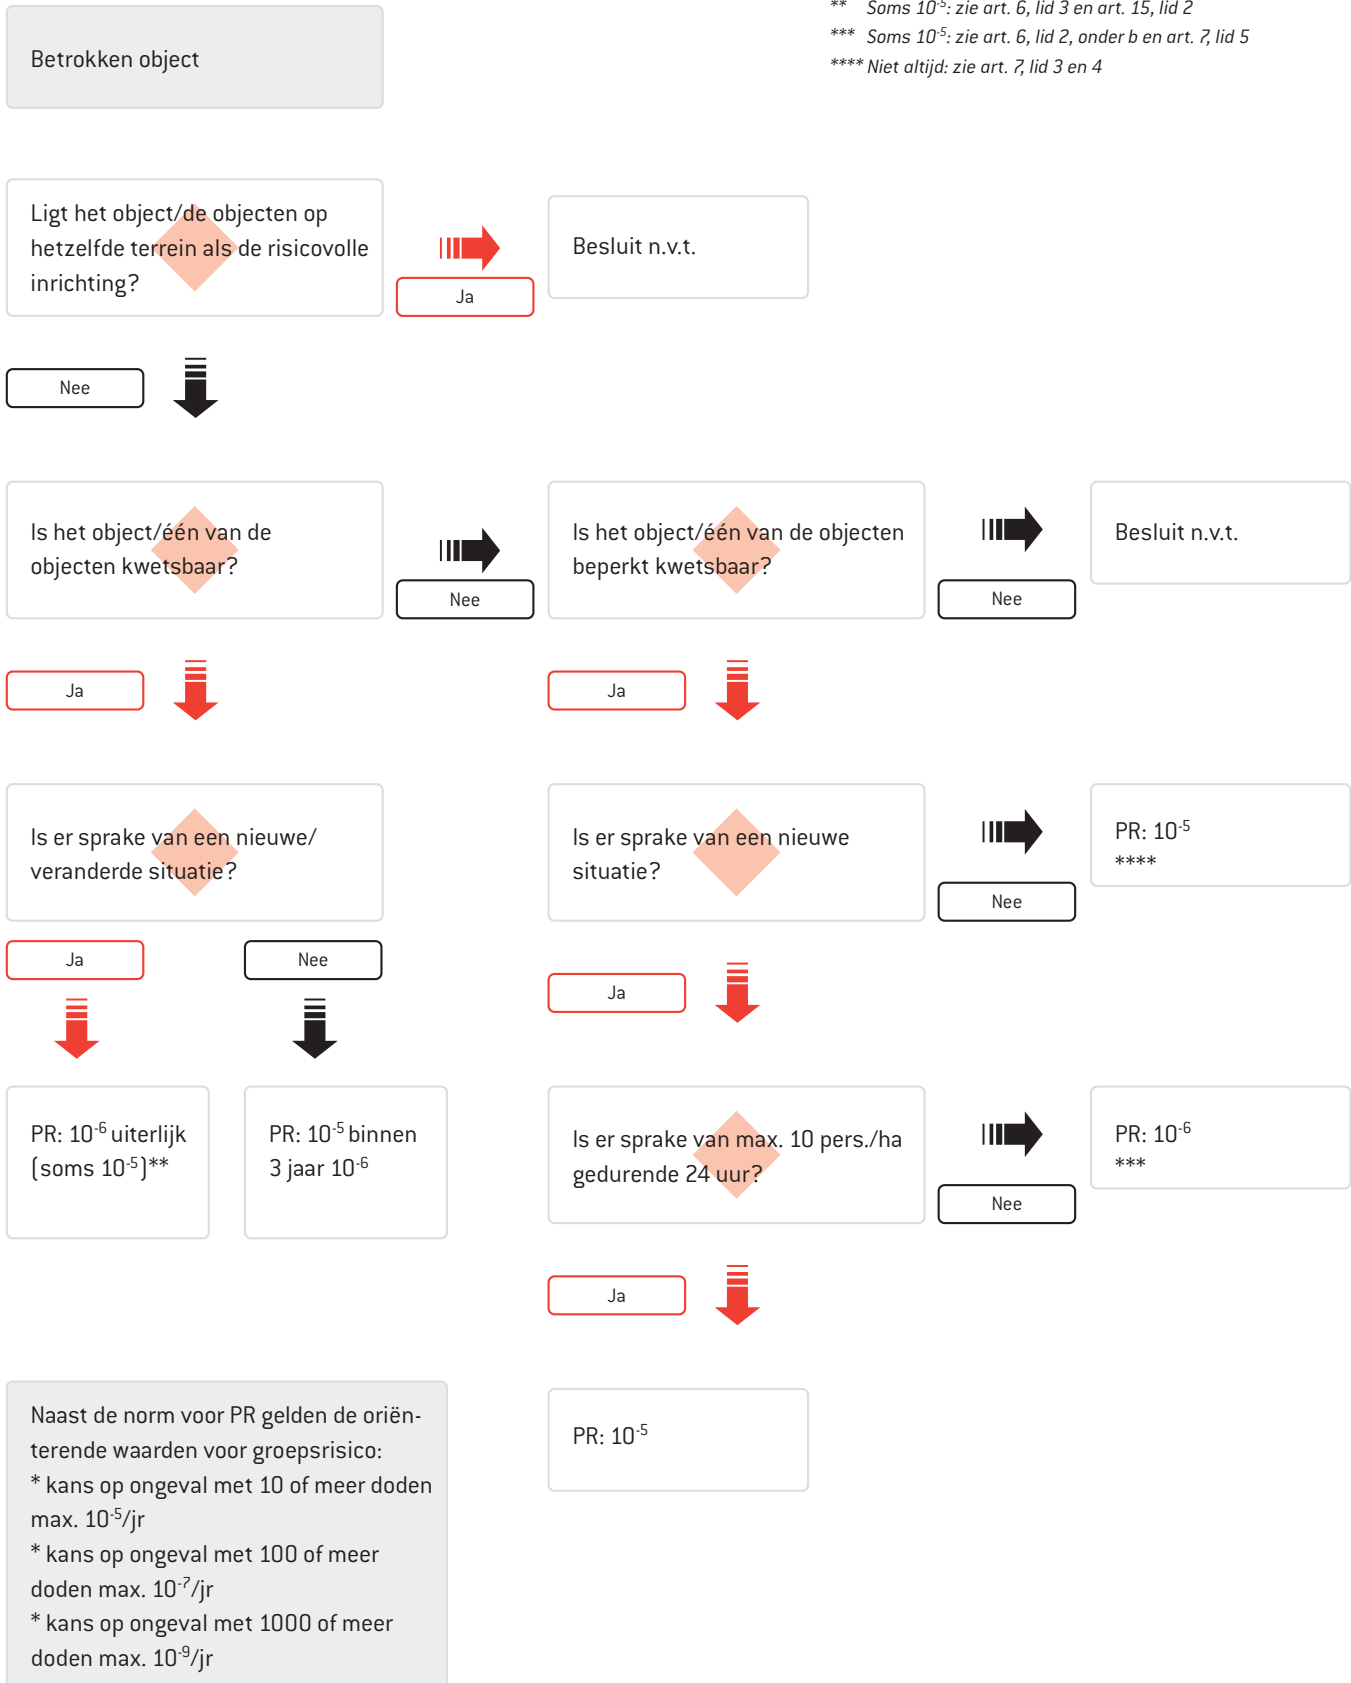 ** Soms 10⁻⁵: zie art. 6, lid 3 en art. 15, lid 2
*** Soms 10⁻⁵: zie art. 6, lid 2, onder b en art. 7, lid 5
**** Niet altijd: zie art. 7, lid 3 en 4
Betrokken object
Ligt het object/de objecten op
hetzelfde terrein als de risicovolle
inrichting?
Ja
Besluit n.v.t.
Nee
Is het object/één van de
objecten kwetsbaar?
Nee
Is het object/één van de objecten
beperkt kwetsbaar?
Nee
Besluit n.v.t.
Ja
Ja
Is er sprake van een nieuwe/
veranderde situatie?
Is er sprake van een nieuwe
situatie?
Nee
PR: 10⁻⁵
****
Ja
Nee
Ja
PR: 10⁻⁶ uiterlijk
(soms 10⁻⁵)**
PR: 10⁻⁵ binnen
3 jaar 10⁻⁶
Is er sprake van max. 10 pers./ha
gedurende 24 uur?
Nee
PR: 10⁻⁶
***
Ja
PR: 10⁻⁵
Naast de norm voor PR gelden de oriën-
terende waarden voor groepsrisico:
* kans op ongeval met 10 of meer doden
max. 10⁻⁵/jr
* kans op ongeval met 100 of meer
doden max. 10⁻⁷/jr
* kans op ongeval met 1000 of meer
doden max. 10⁻⁹/jr